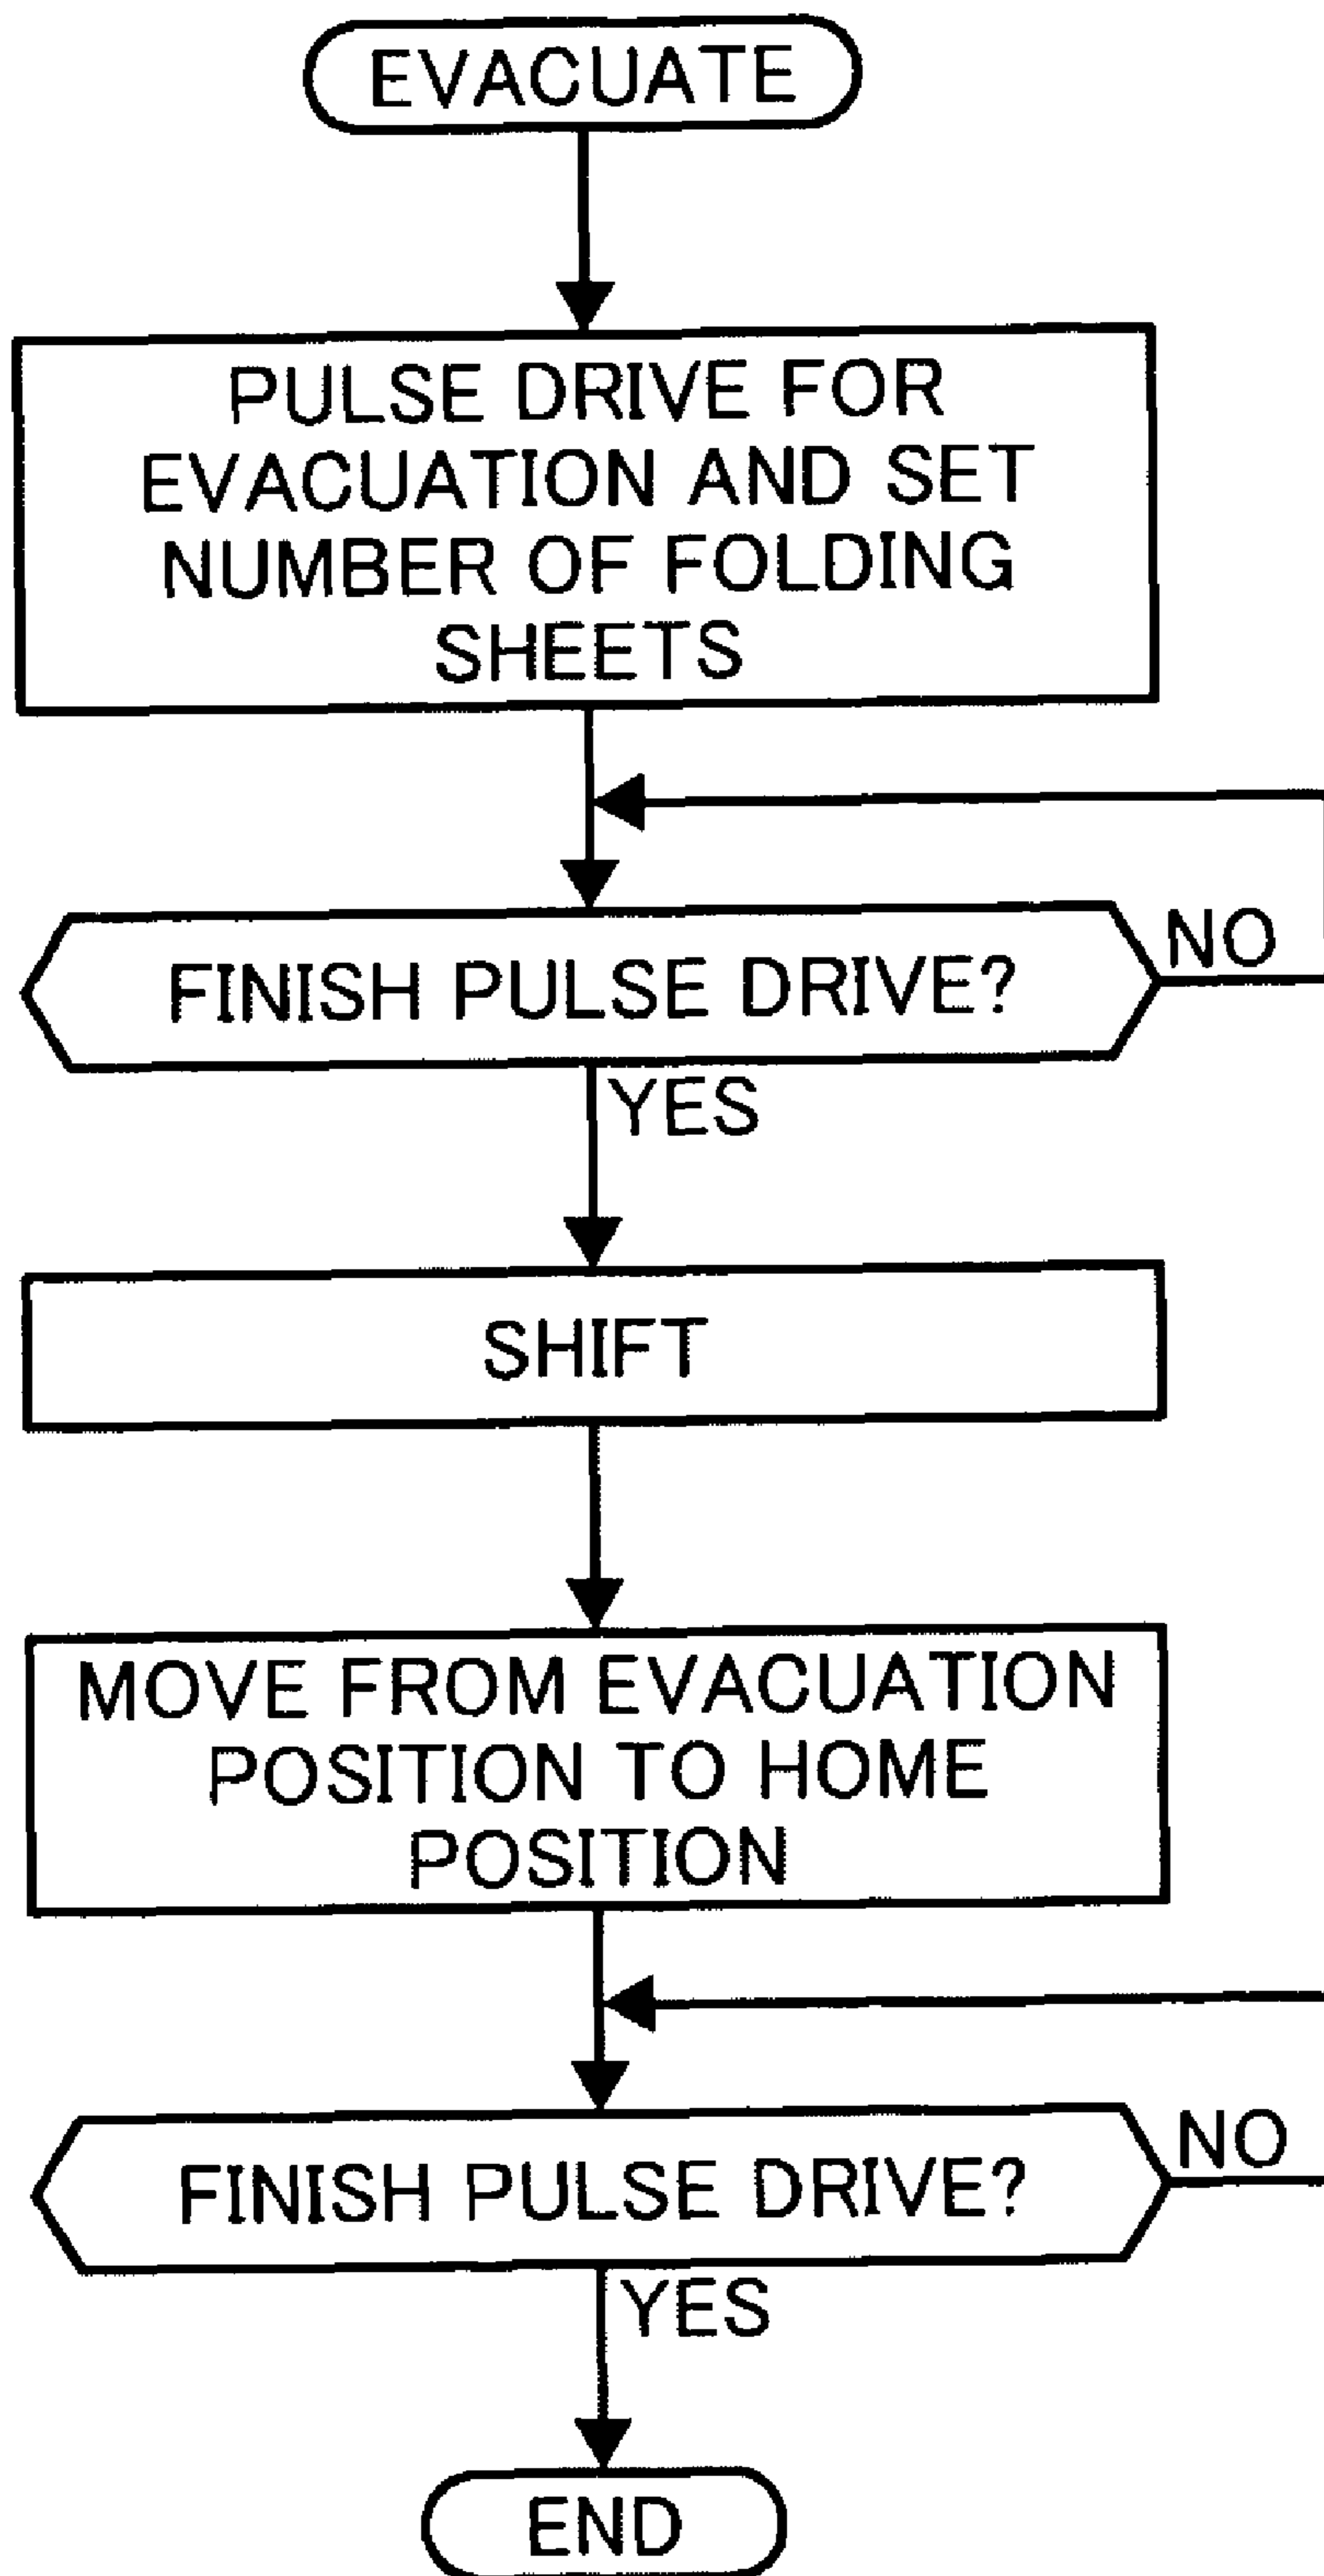 EVACUATE
PULSE DRIVE FOR
EVACUATION AND SET
NUMBER OF FOLDING
SHEETS
FINISH PULSE DRIVE?
NO
YES
SHIFT
MOVE FROM EVACUATION
POSITION TO HOME
POSITION
FINISH PULSE DRIVE?
NO
YES
END